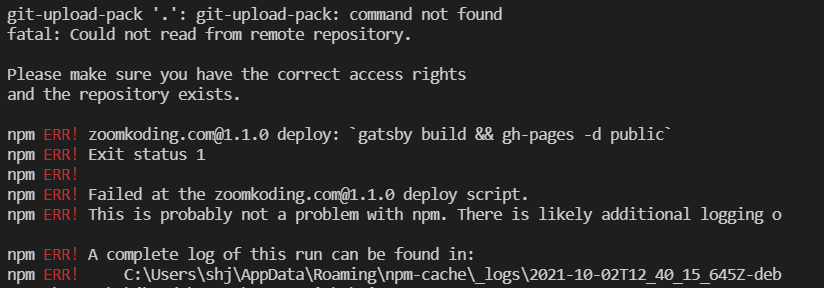 git-upload-pack '.': git-upload-pack: command not found
fatal: Could not read from remote repository.
Please make sure you have the correct access rights
and the repository exists.
npm ERR! zoomkoding.com@1.1.0 deploy: `gatsby build && gh-pages -d public`
npm ERR! Exit status 1
npm ERR!
npm ERR! Failed at the zoomkoding.com@1.1.0 deploy script.
npm ERR! This is probably not a problem with npm. There is likely additional logging o
npm ERR! A complete log of this run can be found in:
npm ERR!     C:\Users\shj\AppData\Roaming\npm-cache\_logs\2021-10-02T12_40_15_645Z-deb